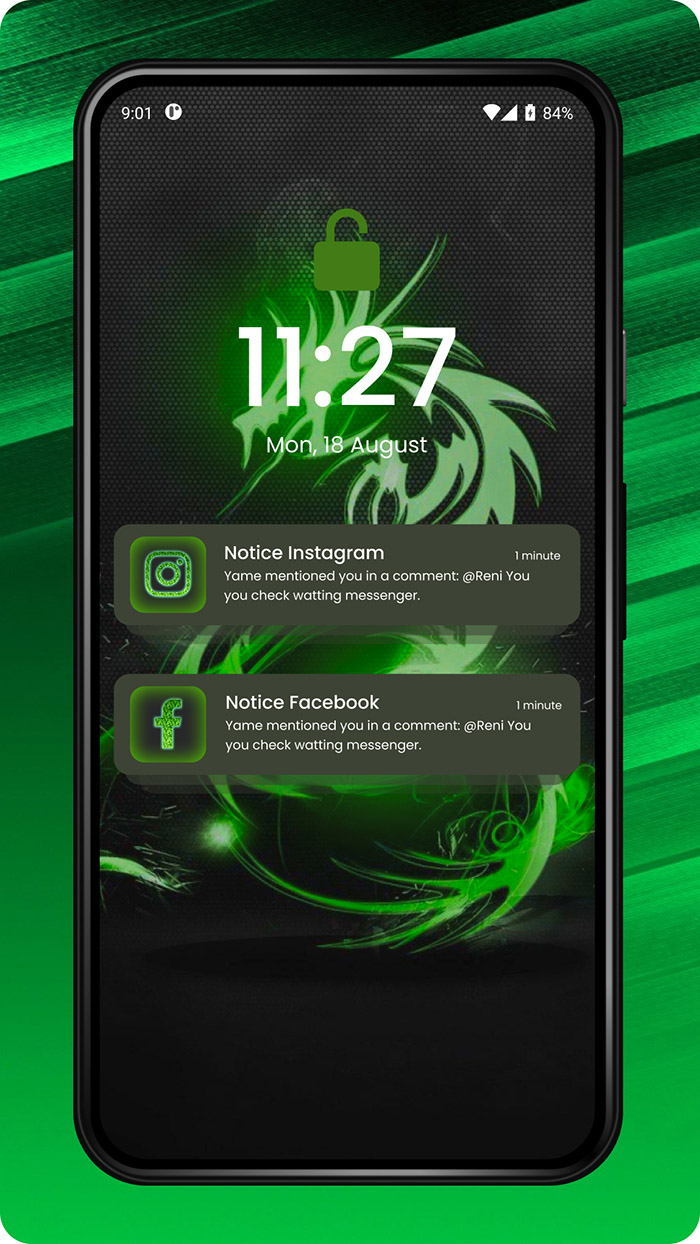 9:01 84%
11:27
Mon, 18 August
Notice Instagram 1 minute
Yame mentioned you in a comment: @Reni You
you check watting messenger.
Notice Facebook 1 minute
Yame mentioned you in a comment: @Reni You
you check watting messenger.